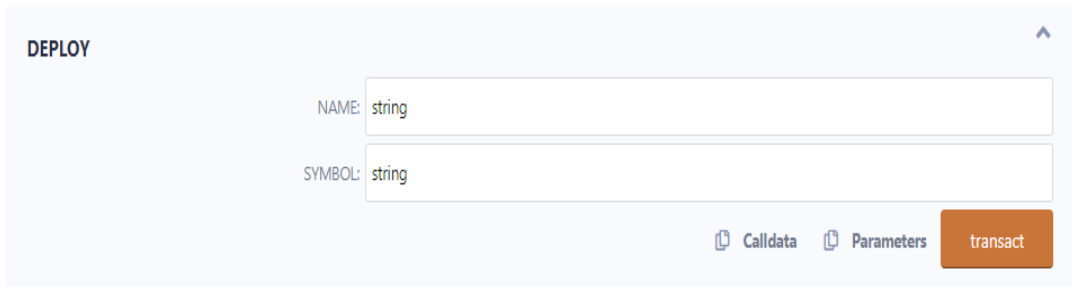 DEPLOY
NAME: string
SYMBOL: string
Calldata Parameters transact